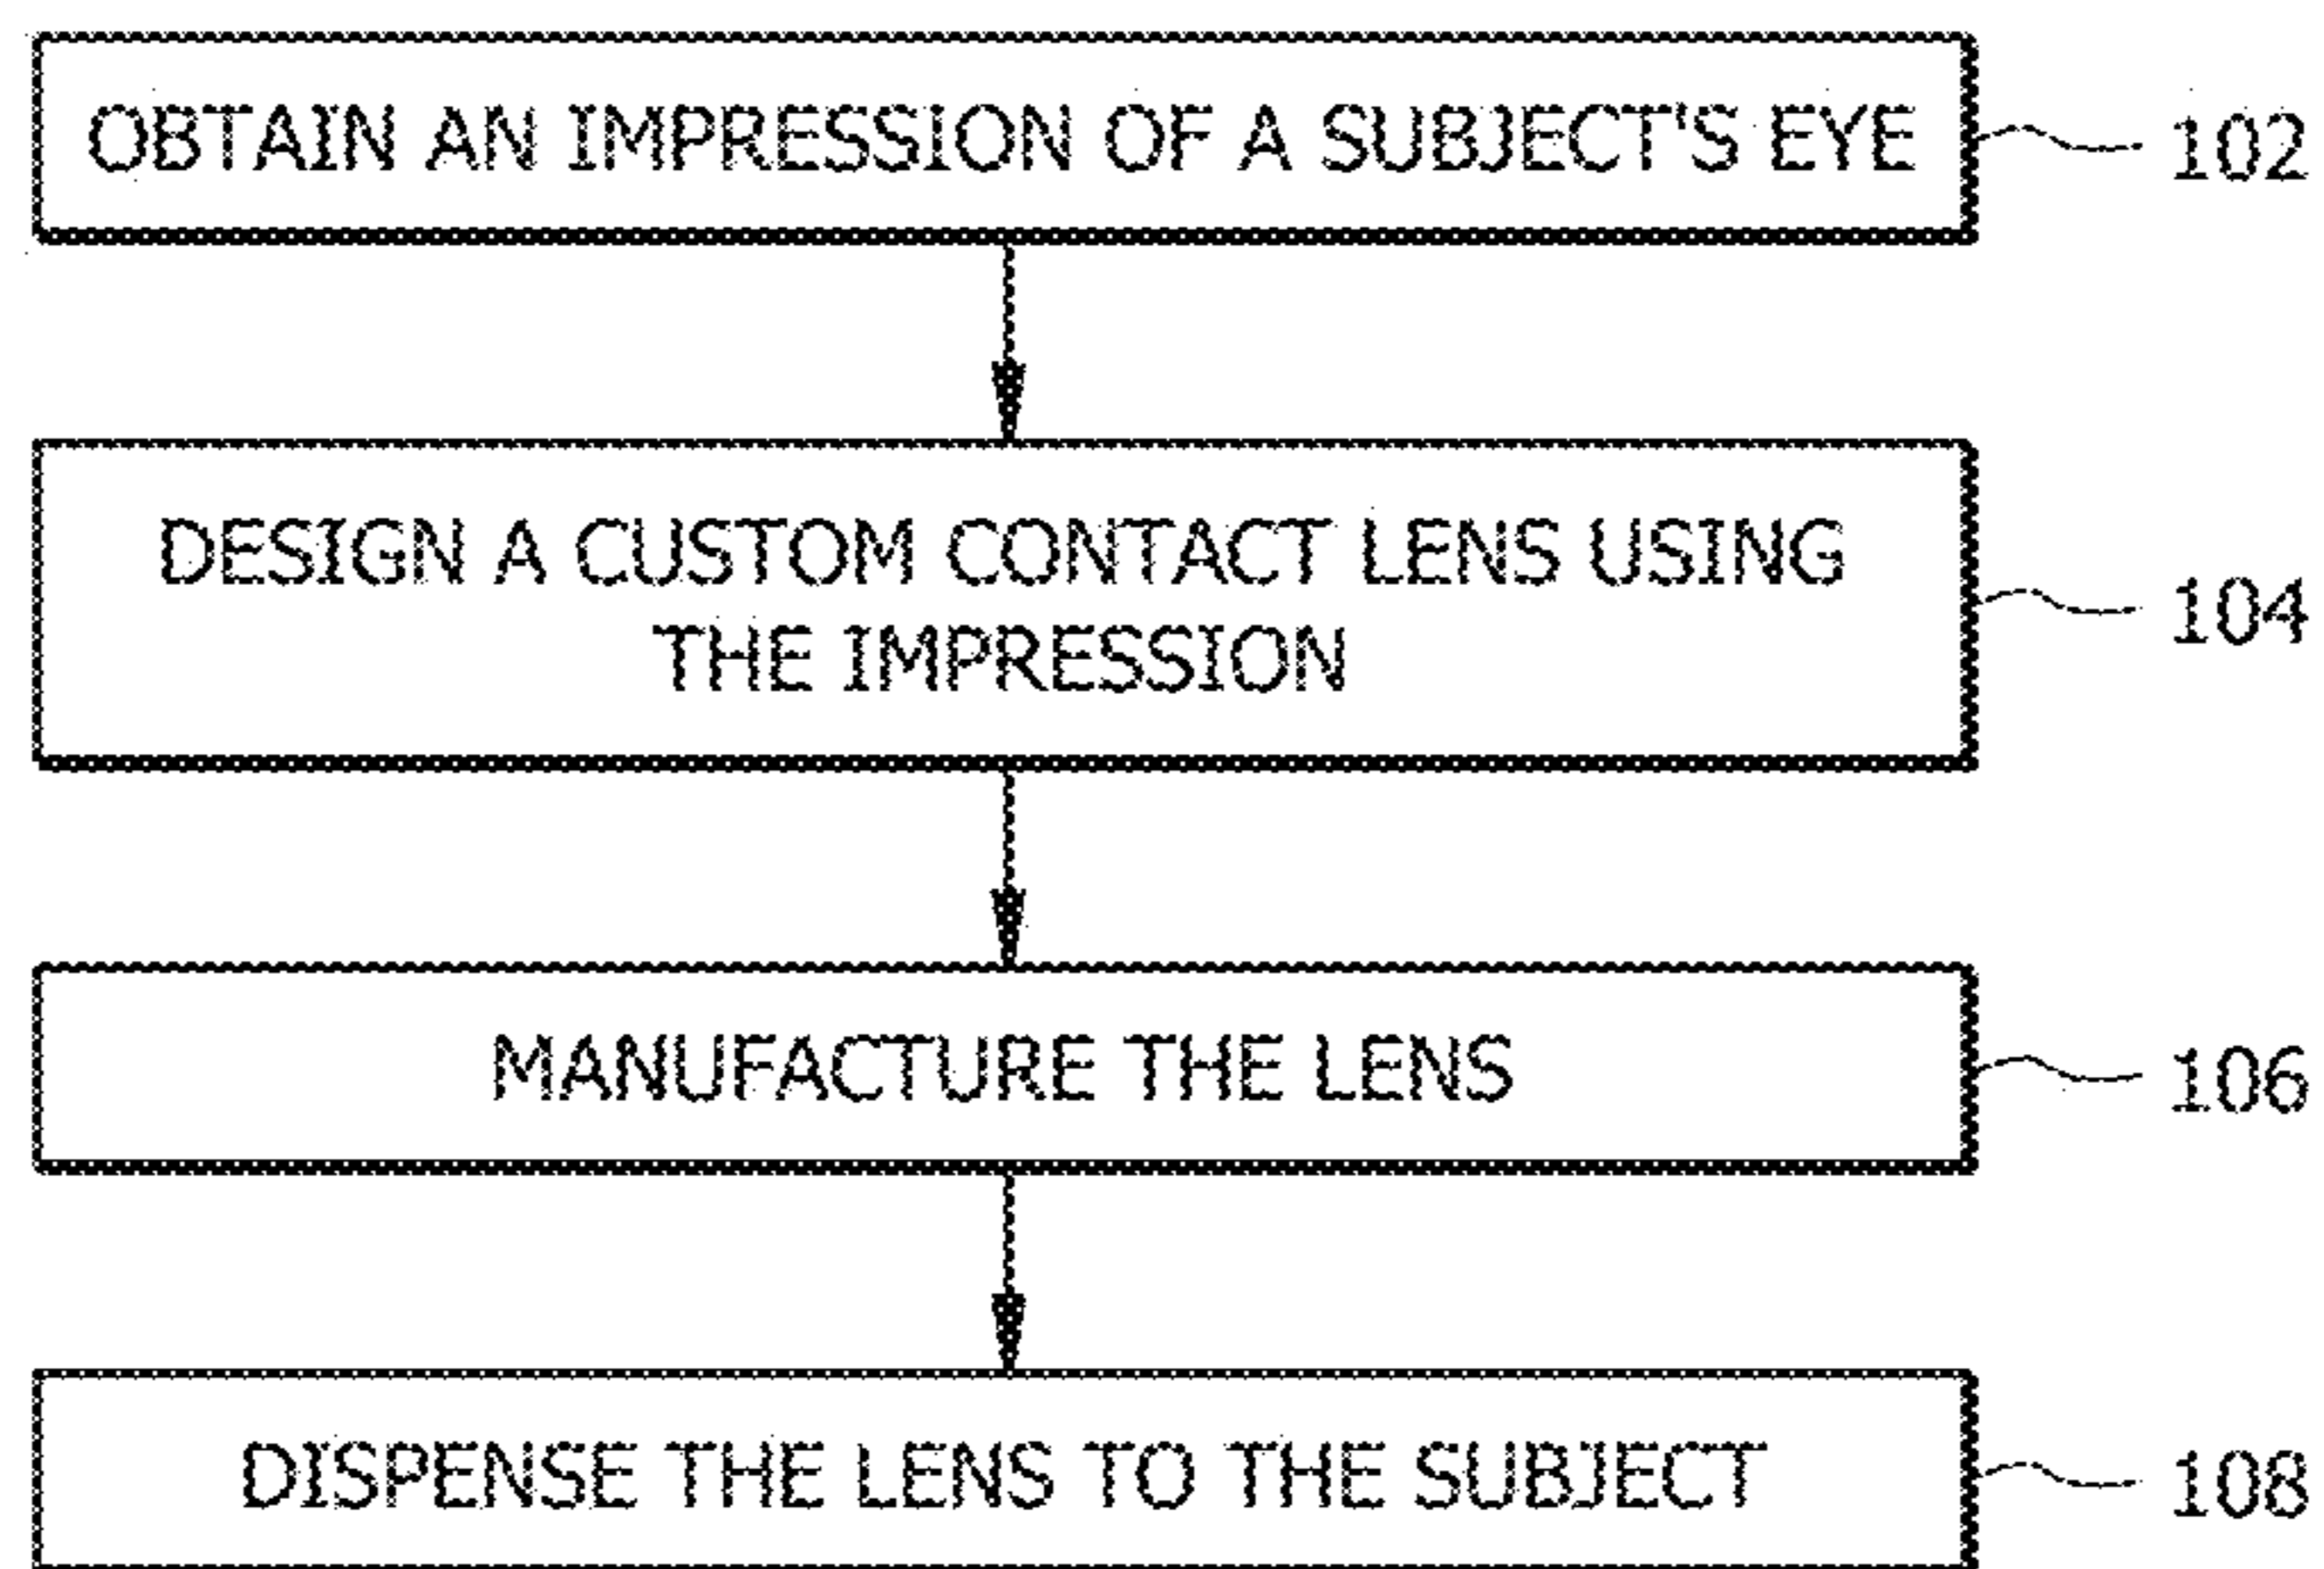 OBTAIN AN IMPRESSION OF A SUBJECT'S EYE
102
DESIGN A CUSTOM CONTACT LENS USING
THE IMPRESSION
104
MANUFACTURE THE LENS
106
DISPENSE THE LENS TO THE SUBJECT
108